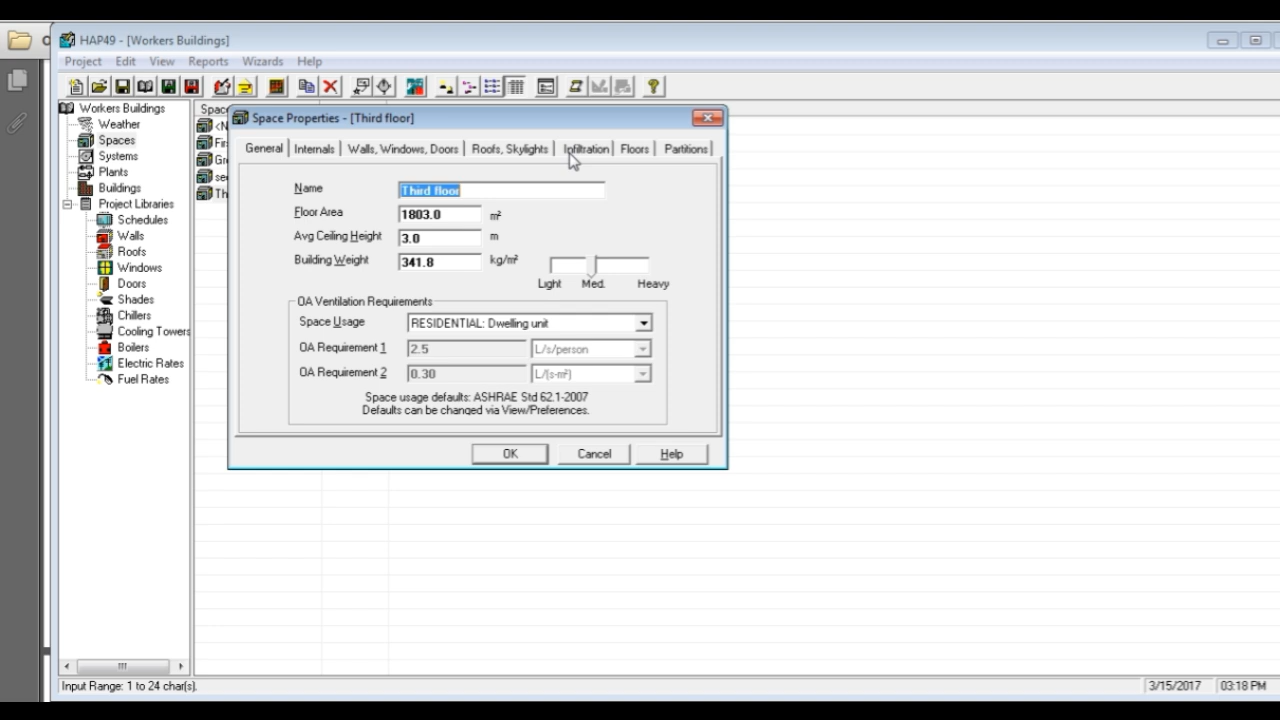 HAP49 - [Workers Buildings]
Project Edit View Reports Wizards Help
Workers Buildings
Weather
Spaces
Systems
Plants
Buildings
Project Libraries
Schedules
Walls
Roofs
Windows
Doors
Shades
Chillers
Cooling Towers
Boilers
Electric Rates
Fuel Rates
Spac
<N
Fir
Gr
se
Th
Space Properties - [Third floor]
General Internals Walls, Windows, Doors Roofs, Skylights Infiltration Floors Partitions
Name Third floor
Floor Area 1803.0 m²
Avg Ceiling Height 3.0 m
Building Weight 341.8 kg/m²
Light Med. Heavy
OA Ventilation Requirements
Space Usage RESIDENTIAL: Dwelling unit
OA Requirement 1 2.5 L/s/person
OA Requirement 2 0.30 L/(s-m²)
Space usage defaults: ASHRAE Std 62.1-2007
Defaults can be changed via View/Preferences.
OK Cancel Help
Input Range: 1 to 24 char(s). 3/15/2017 03:18 PM